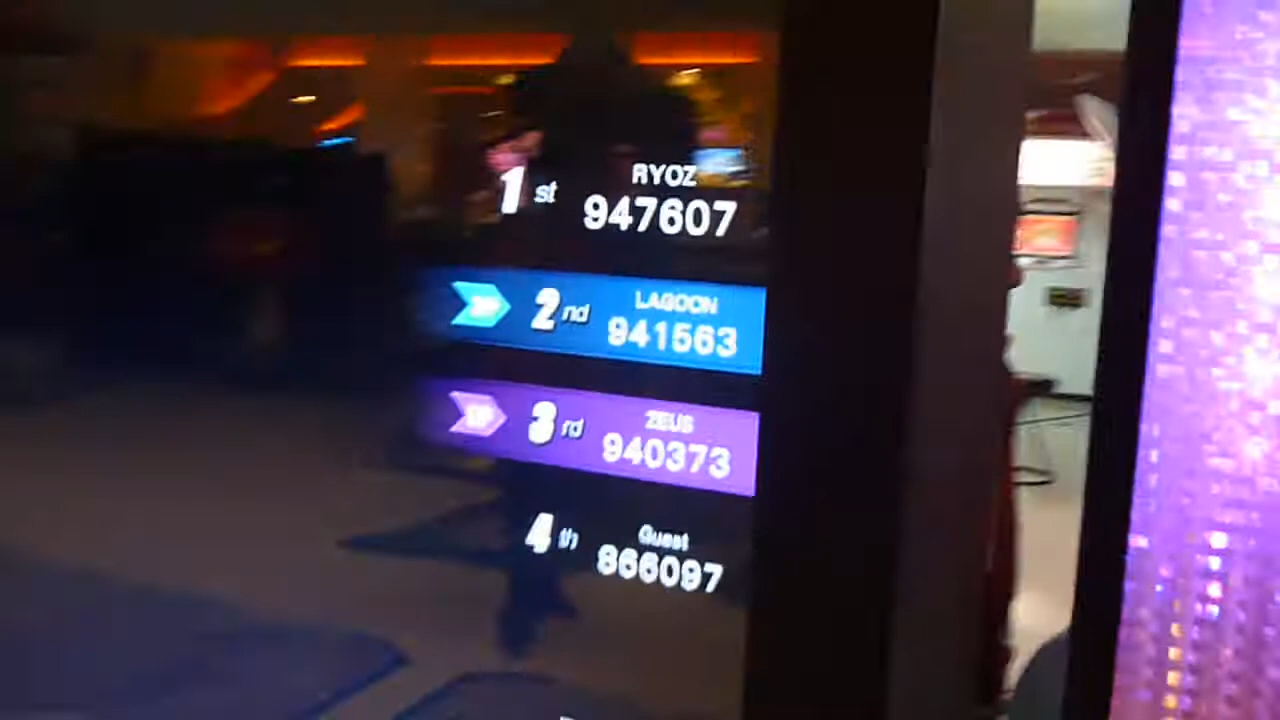 1st
RYOZ
947607
2nd
LAGOON
941563
3rd
ZEUS
940373
4th
Guest
866097